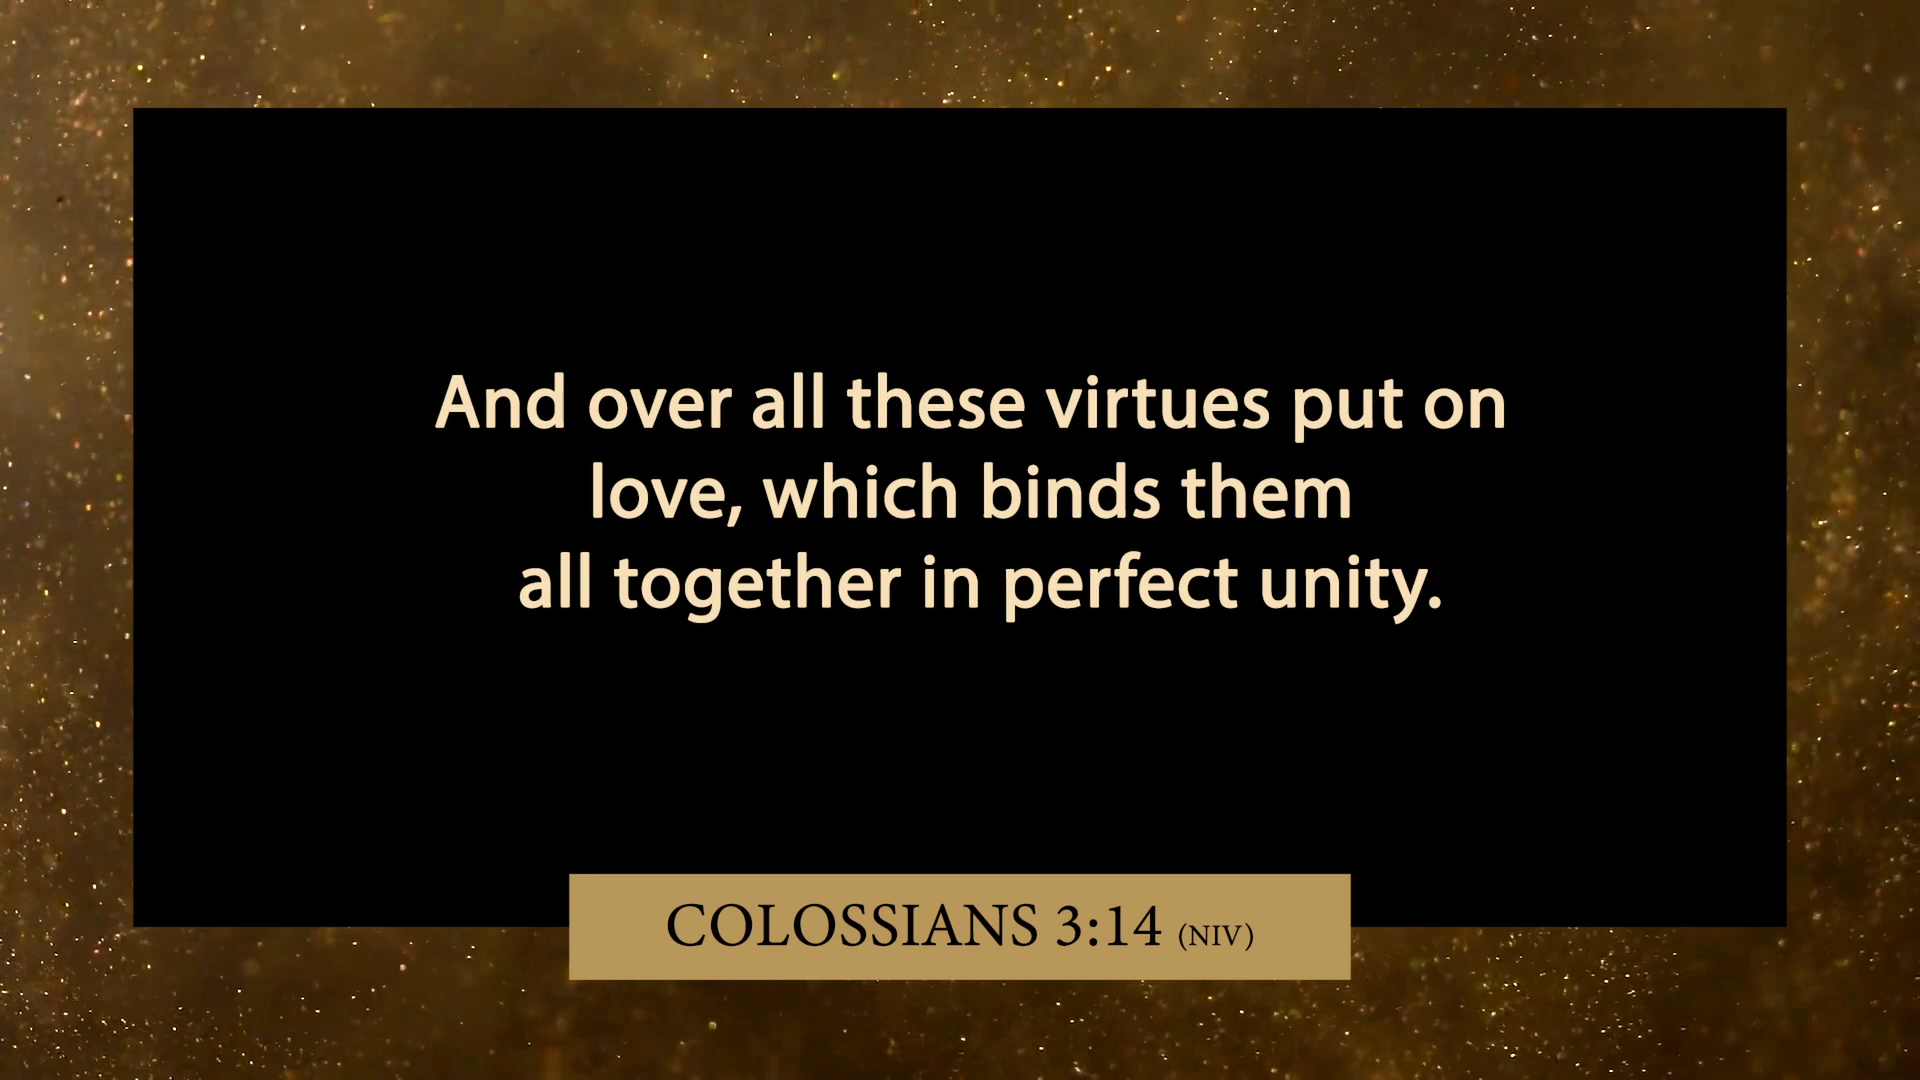 And over all these virtues put on
love, which binds them
all together in perfect unity.
COLOSSIANS 3:14 (NIV)